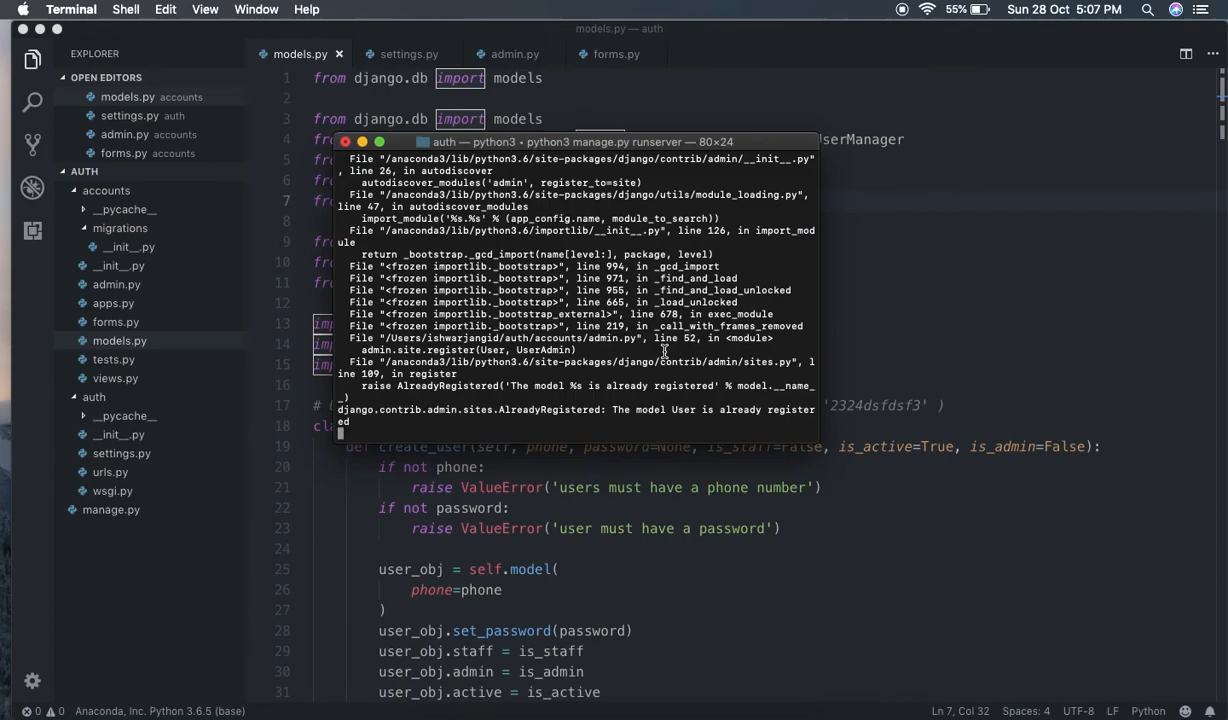 Terminal Shell Edit View Window Help 55% Sun 28 Oct 5:07 PM
models.py — auth
EXPLORER
models.py settings.py admin.py forms.py
OPEN EDITORS
models.py accounts
settings.py auth
admin.py accounts
forms.py accounts
AUTH
accounts
__pycache__
migrations
__init__.py
__init__.py
admin.py
apps.py
forms.py
models.py
tests.py
views.py
auth
__pycache__
__init__.py
settings.py
urls.py
wsgi.py
manage.py
1 from django.db import models
2
3 from django.db import models
4 UserManager
5
6
7
8
9
10
11
12
13
14
15
16
17 '2324dsfdsf3' )
18
auth — python3 • python3 manage.py runserver — 80×24
File "/anaconda3/lib/python3.6/site-packages/django/contrib/admin/__init__.py"
, line 26, in autodiscover
autodiscover_modules('admin', register_to=site)
File "/anaconda3/lib/python3.6/site-packages/django/utils/module_loading.py",
line 47, in autodiscover_modules
import_module('%s.%s' % (app_config.name, module_to_search))
File "/anaconda3/lib/python3.6/importlib/__init__.py", line 126, in import_mod
ule
return _bootstrap._gcd_import(name[level:], package, level)
File "<frozen importlib._bootstrap>", line 994, in _gcd_import
File "<frozen importlib._bootstrap>", line 971, in _find_and_load
File "<frozen importlib._bootstrap>", line 955, in _find_and_load_unlocked
File "<frozen importlib._bootstrap>", line 665, in _load_unlocked
File "<frozen importlib._bootstrap_external>", line 678, in exec_module
File "<frozen importlib._bootstrap>", line 219, in _call_with_frames_removed
File "/Users/ishwarjangid/auth/accounts/admin.py", line 52, in <module>
admin.site.register(User, UserAdmin)
File "/anaconda3/lib/python3.6/site-packages/django/contrib/admin/sites.py", l
ine 109, in register
raise AlreadyRegistered('The model %s is already registered' % model.__name_
_)
django.contrib.admin.sites.AlreadyRegistered: The model User is already register
ed
19 def create_user(self, phone, password=None, is_staff=False, is_active=True, is_admin=False):
20 if not phone:
21 raise ValueError('users must have a phone number')
22 if not password:
23 raise ValueError('user must have a password')
24
25 user_obj = self.model(
26 phone=phone
27 )
28 user_obj.set_password(password)
29 user_obj.staff = is_staff
30 user_obj.admin = is_admin
31 user_obj.active = is_active
0 0 Anaconda, Inc. Python 3.6.5 (base) Ln 7, Col 32 Spaces: 4 UTF-8 LF Python